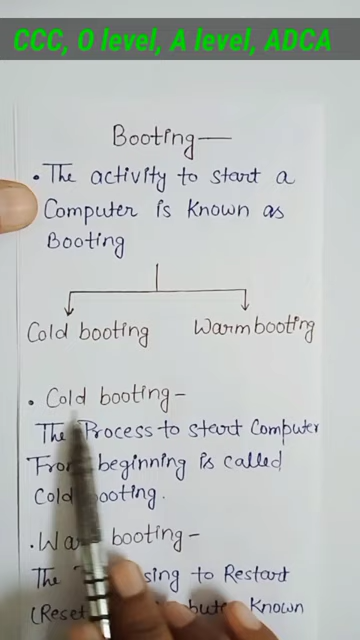 CCC, O level, A level, ADCA
Booting—
• The activity to start a
Computer is known as
Booting
Cold booting Warm booting
• Cold booting-
The Process to start Computer
From beginning is called
Cold booting.
• booting-
The to Restart
(Reset Known